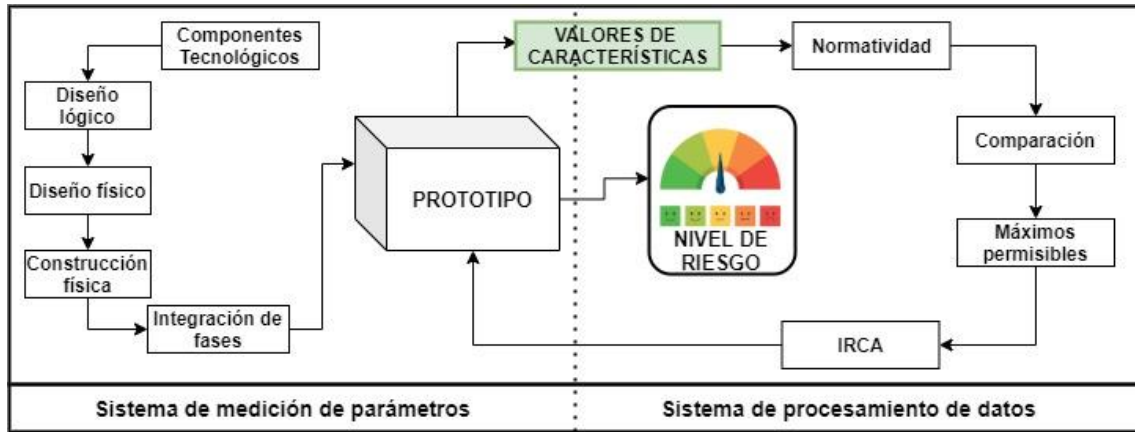 Componentes
Tecnológicos
Diseño
lógico
Diseño físico
Construcción
física
Integración de
fases
PROTOTIPO
VALORES DE
CARACTERÍSTICAS
Normatividad
Comparación
Máximos
permisibles
IRCA
NIVEL DE
RIESGO
Sistema de medición de parámetros
Sistema de procesamiento de datos